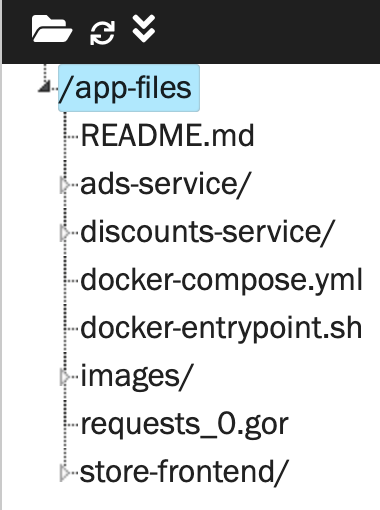 /app-files
README.md
ads-service/
discounts-service/
docker-compose.yml
docker-entrypoint.sh
images/
requests_0.gor
store-frontend/